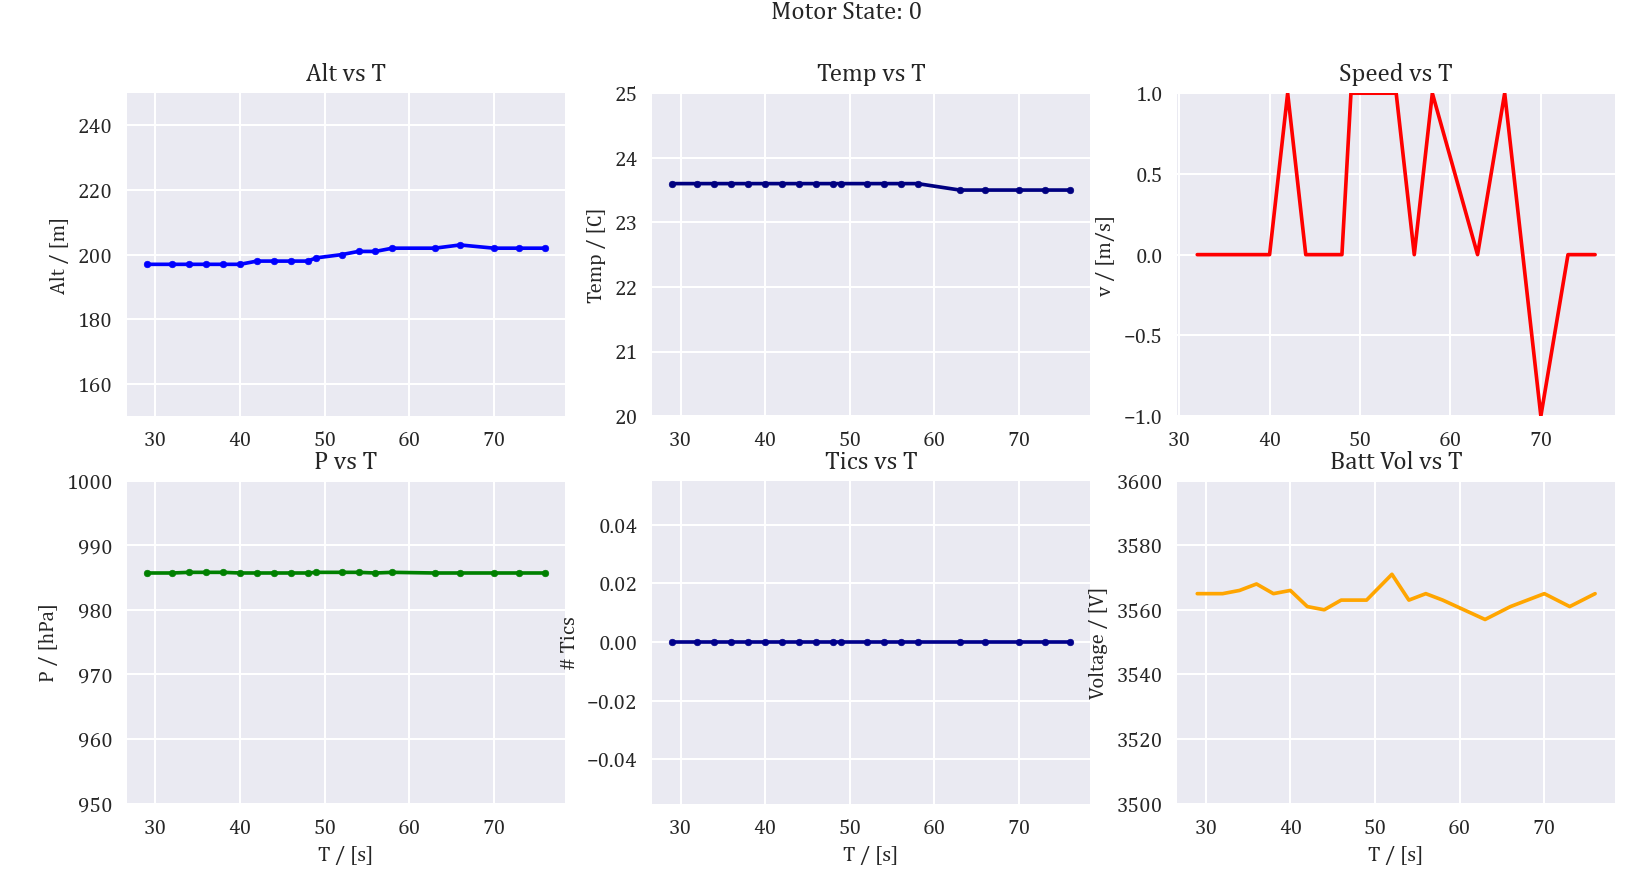 Motor State: 0
Alt vs T
Alt / [m]
240
220
200
180
160
30 40 50 60 70
Temp vs T
Temp / [C]
25
24
23
22
21
20
30 40 50 60 70
Speed vs T
v / [m/s]
1.0
0.5
0.0
−0.5
−1.0
30 40 50 60 70
P vs T
P / [hPa]
1000
990
980
970
960
950
30 40 50 60 70
T / [s]
Tics vs T
# Tics
0.04
0.02
0.00
−0.02
−0.04
30 40 50 60 70
T / [s]
Batt Vol vs T
Voltage / [V]
3600
3580
3560
3540
3520
3500
30 40 50 60 70
T / [s]